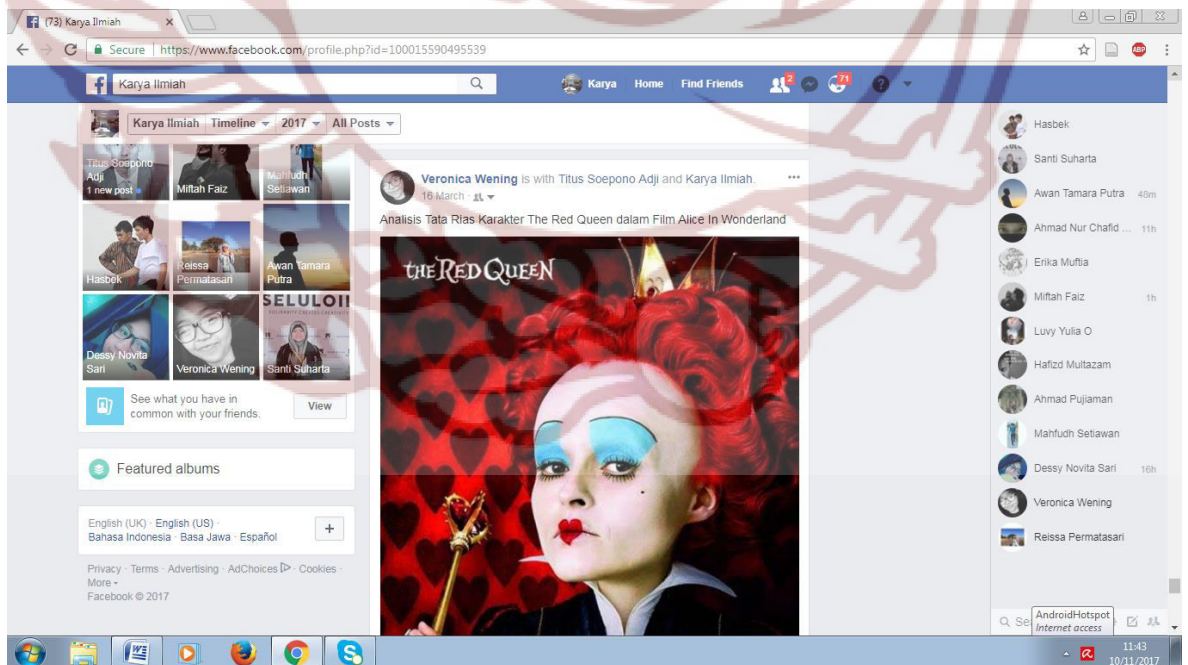 (73) Karya Ilmiah
Secure https://www.facebook.com/profile.php?id=100015590495539
ABP
Karya Ilmiah
Karya Home Find Friends 2 71
Karya Ilmiah Timeline 2017 All Posts
Titus Soepono
Adji
1 new post
Miftah Faiz
Mahfudh
Setiawan
Hasbek
Reissa
Permatasari
Awan Tamara
Putra
SELULOI
Dessy Novita
Sari
Veronica Wening
Santi Suharta
See what you have in
common with your friends.
View
Featured albums
English (UK) · English (US) ·
Bahasa Indonesia · Basa Jawa · Español
Privacy · Terms · Advertising · AdChoices · Cookies ·
More
Facebook © 2017
Veronica Wening is with Titus Soepono Adji and Karya Ilmiah.
16 March
Analisis Tata Rias Karakter The Red Queen dalam Film Alice In Wonderland
THE RED QUEEN
Hasbek
Santi Suharta
Awan Tamara Putra 48m
Ahmad Nur Chafid ... 11h
Erika Muftia
Miftah Faiz 1h
Luvy Yulia O
Hafizd Multazam
Ahmad Pujiaman
Mahfudh Setiawan
Dessy Novita Sari 16h
Veronica Wening
Reissa Permatasari
AndroidHotspot
Internet access
11:43
10/11/2017